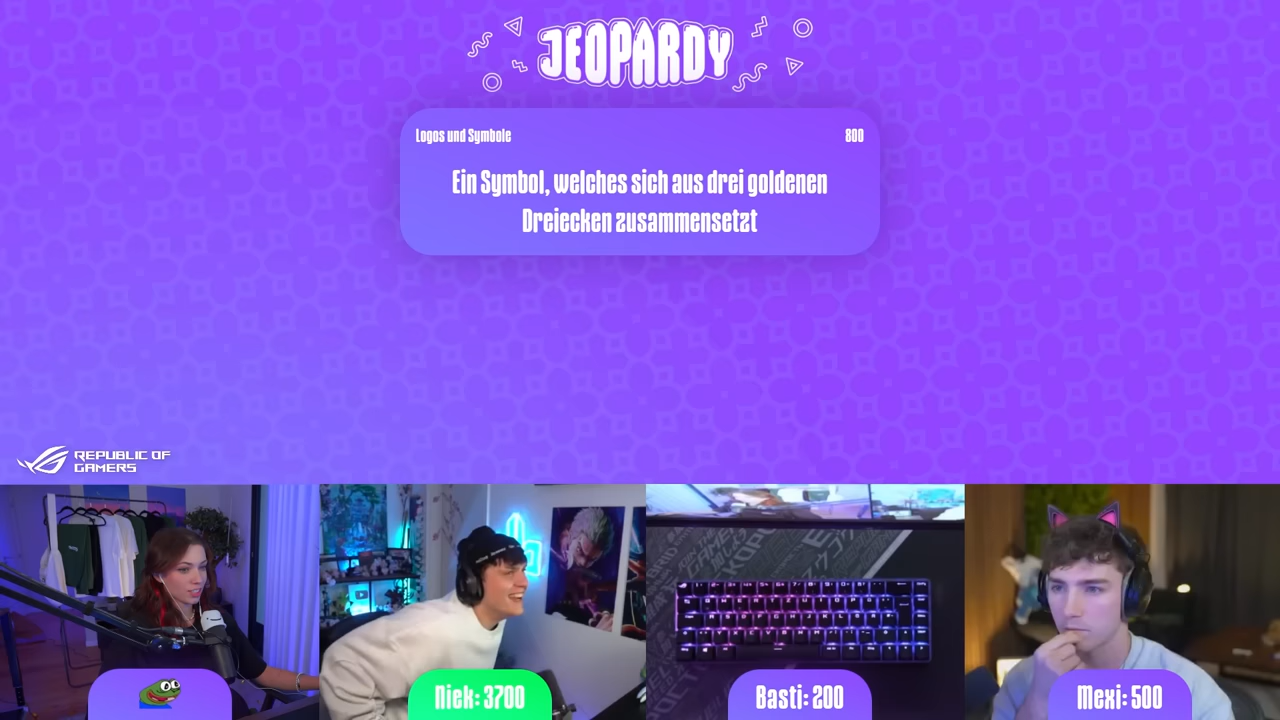 JEOPARDY
Logos und Symbole
800
Ein Symbol, welches sich aus drei goldenen
Dreiecken zusammensetzt
REPUBLIC OF
GAMERS
Niek: 3700
Basti: 200
Mexi: 500